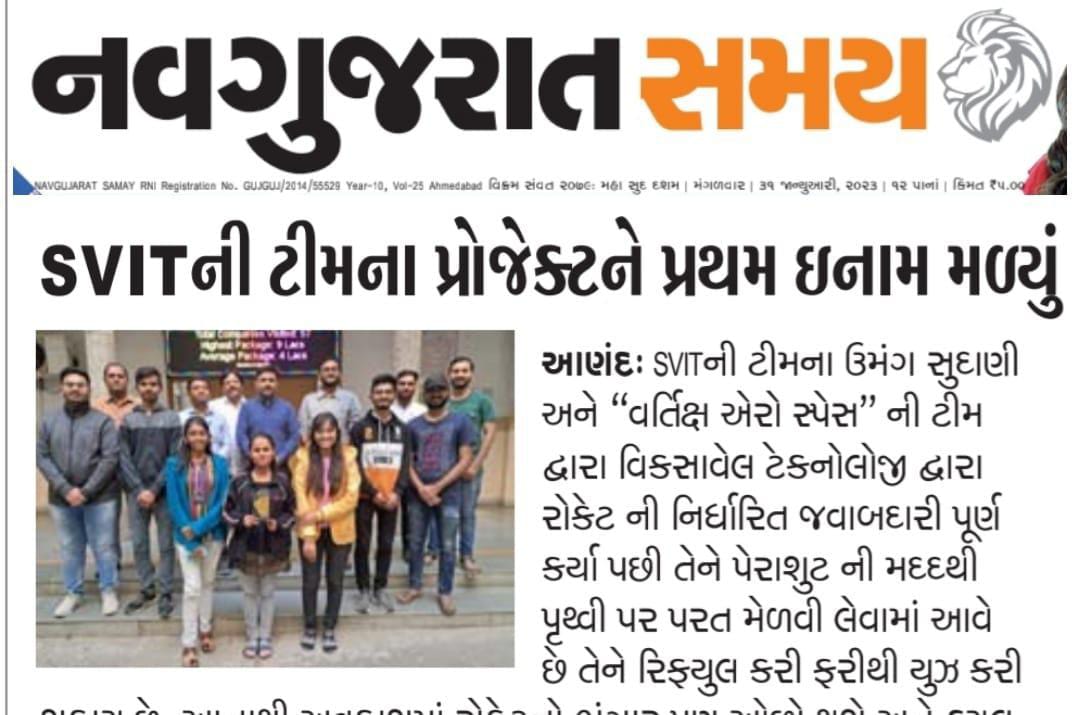 નવગુજરાત સમય
NAVGUJARAT SAMAY RNI Registration No. GUJGUJ/2014/55529 Year-10, Vol-25 Ahmedabad વિક્રમ સંવત ૨૦૭૯: મહા સુદ દશમ | મંગળવાર | ૩૧ જાન્યુઆરી, ૨૦૨૩ | ૧૨ પાનાં | કિંમત ₹૫.૦૦
SVITની ટીમના પ્રોજેક્ટને પ્રથમ ઇનામ મળ્યું
Total Companies Visited: 57
Highest Package: 9 Lacs
Average Package: 4 Lacs
આણંદ: SVITની ટીમના ઉમંગ સુદાણી
અને “વર્તિક્ષ એરો સ્પેસ” ની ટીમ
દ્વારા વિકસાવેલ ટેકનોલોજી દ્વારા
રોકેટ ની નિર્ધારિત જવાબદારી પૂર્ણ
કર્યા પછી તેને પેરાશુટ ની મદદથી
પૃથ્વી પર પરત મેળવી લેવામાં આવે
છે તેને રિફ્યુલ કરી ફરીથી યુઝ કરી